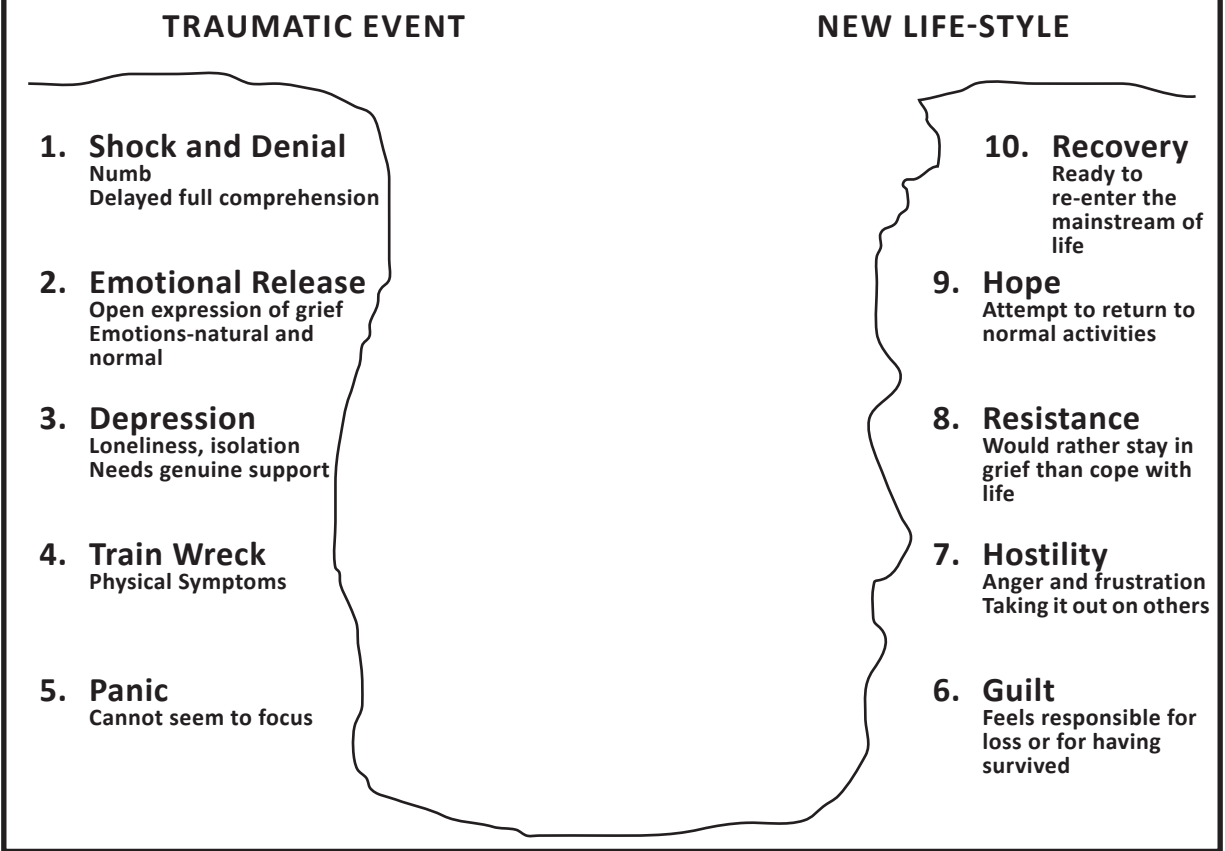 TRAUMATIC EVENT
NEW LIFE-STYLE
1. Shock and Denial
Numb
Delayed full comprehension
2. Emotional Release
Open expression of grief
Emotions-natural and
normal
3. Depression
Loneliness, isolation
Needs genuine support
4. Train Wreck
Physical Symptoms
5. Panic
Cannot seem to focus
10. Recovery
Ready to
re-enter the
mainstream of
life
9. Hope
Attempt to return to
normal activities
8. Resistance
Would rather stay in
grief than cope with
life
7. Hostility
Anger and frustration
Taking it out on others
6. Guilt
Feels responsible for
loss or for having
survived